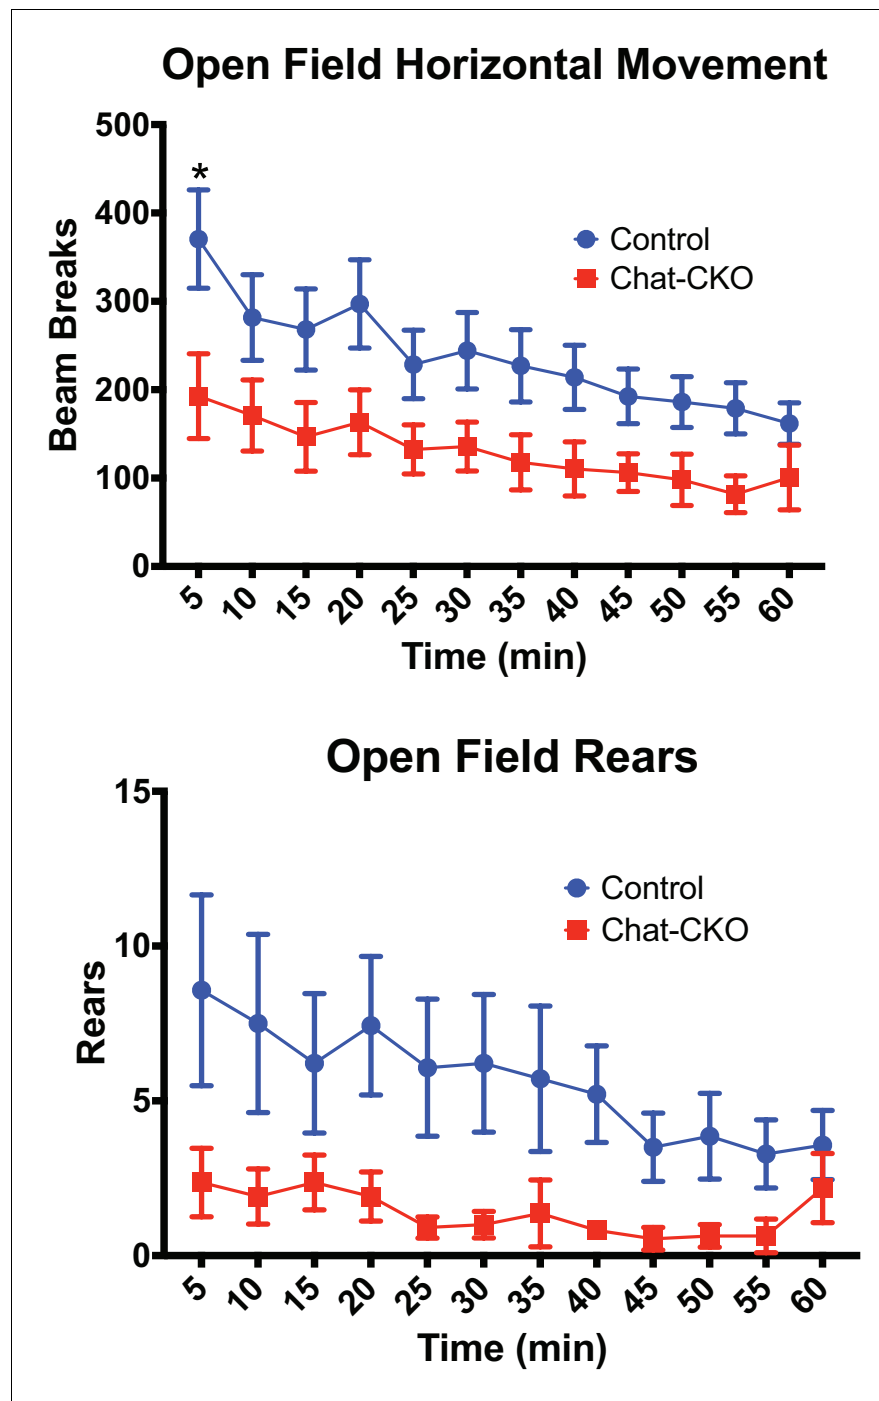 Open Field Horizontal Movement
500
400
300
200
100
0
Beam Breaks
*
Control
Chat-CKO
5 10 15 20 25 30 35 40 45 50 55 60
Time (min)
Open Field Rears
15
10
5
0
Rears
Control
Chat-CKO
5 10 15 20 25 30 35 40 45 50 55 60
Time (min)